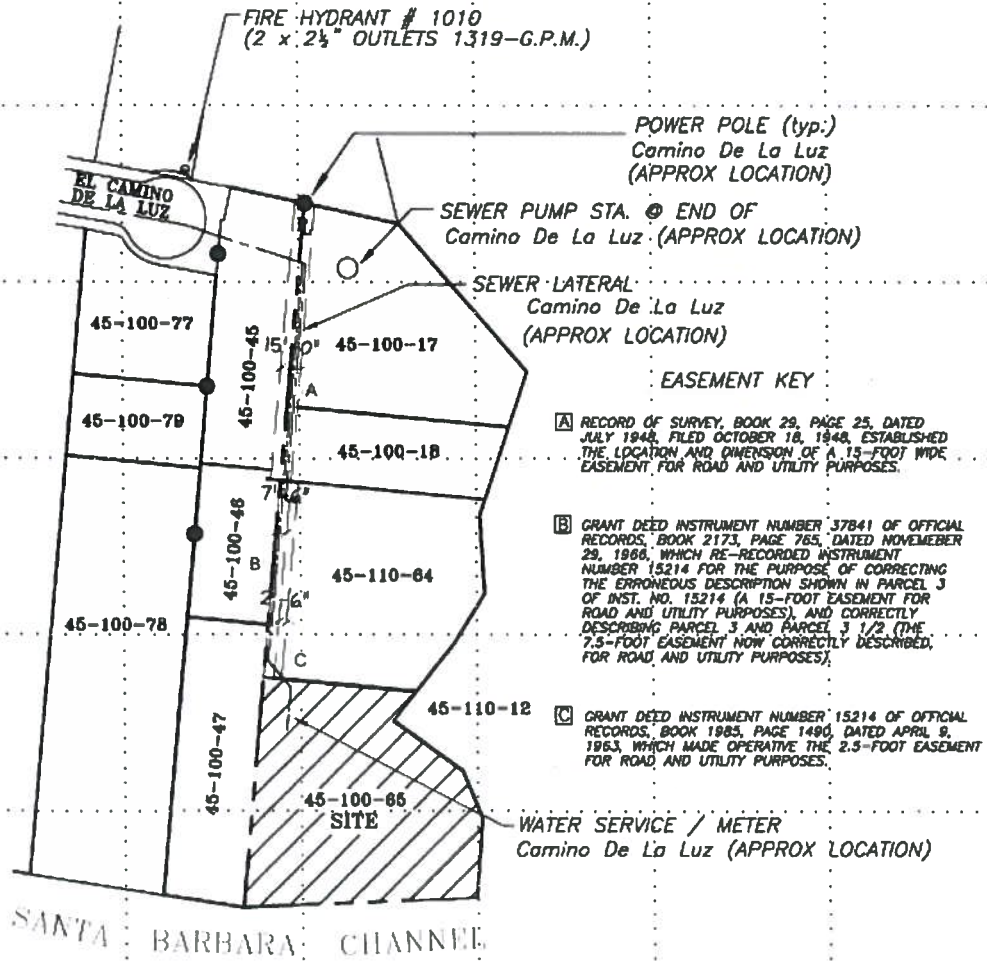 FIRE HYDRANT # 1010
(2 x 2½" OUTLETS 1319-G.P.M.)
POWER POLE (typ.)
Camino De La Luz
(APPROX LOCATION)
EL CAMINO
DE LA LUZ
SEWER PUMP STA. @ END OF
Camino De La Luz (APPROX LOCATION)
SEWER LATERAL
Camino De La Luz
(APPROX LOCATION)
45-100-77
45-100-45
15' 0"
45-100-17
A
45-100-79
45-100-18
EASEMENT KEY
A RECORD OF SURVEY, BOOK 29, PAGE 25, DATED
JULY 1948, FILED OCTOBER 18, 1948, ESTABLISHED
THE LOCATION AND DIMENSION OF A 15-FOOT WIDE
EASEMENT FOR ROAD AND UTILITY PURPOSES.
7' 6"
45-100-46
B
45-110-64
2' 6"
45-100-78
C
B GRANT DEED INSTRUMENT NUMBER 37841 OF OFFICIAL
RECORDS, BOOK 2173, PAGE 765, DATED NOVEMEBER
29, 1966, WHICH RE-RECORDED INSTRUMENT
NUMBER 15214 FOR THE PURPOSE OF CORRECTING
THE ERRONEOUS DESCRIPTION SHOWN IN PARCEL 3
OF INST. NO. 15214 (A 15-FOOT EASEMENT FOR
ROAD AND UTILITY PURPOSES), AND CORRECTLY
DESCRIBING PARCEL 3 AND PARCEL 3 1/2 (THE
7.5-FOOT EASEMENT NOW CORRECTLY DESCRIBED,
FOR ROAD AND UTILITY PURPOSES).
45-110-12
C GRANT DEED INSTRUMENT NUMBER 15214 OF OFFICIAL
RECORDS, BOOK 1985, PAGE 1490, DATED APRIL 9,
1963, WHICH MADE OPERATIVE THE 2.5-FOOT EASEMENT
FOR ROAD AND UTILITY PURPOSES.
45-100-47
45-100-65
SITE
WATER SERVICE / METER
Camino De La Luz (APPROX LOCATION)
SANTA BARBARA CHANNEL